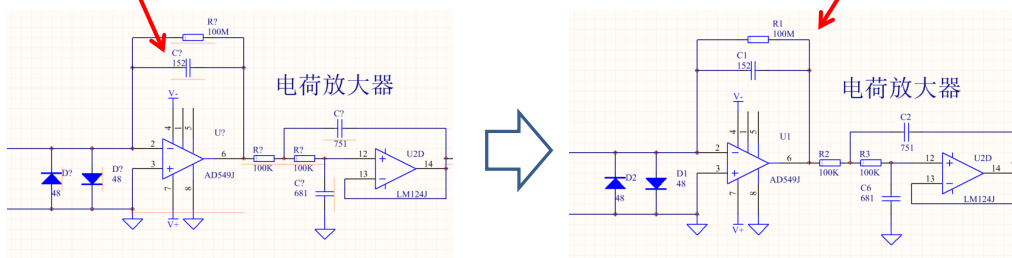 R?
100M
C?
152
电荷放大器
V-
4
1
5
U?
C?
751
2
3
6
R?
100K
R?
100K
12
13
U2D
14
D?
48
D?
48
AD549J
C?
681
LM124J
7
8
V+
R1
100M
C1
152
电荷放大器
V-
4
1
5
U1
C2
751
2
3
6
R2
100K
R3
100K
12
13
U2D
14
D2
48
D1
48
AD549J
C6
681
LM124J
7
8
V+